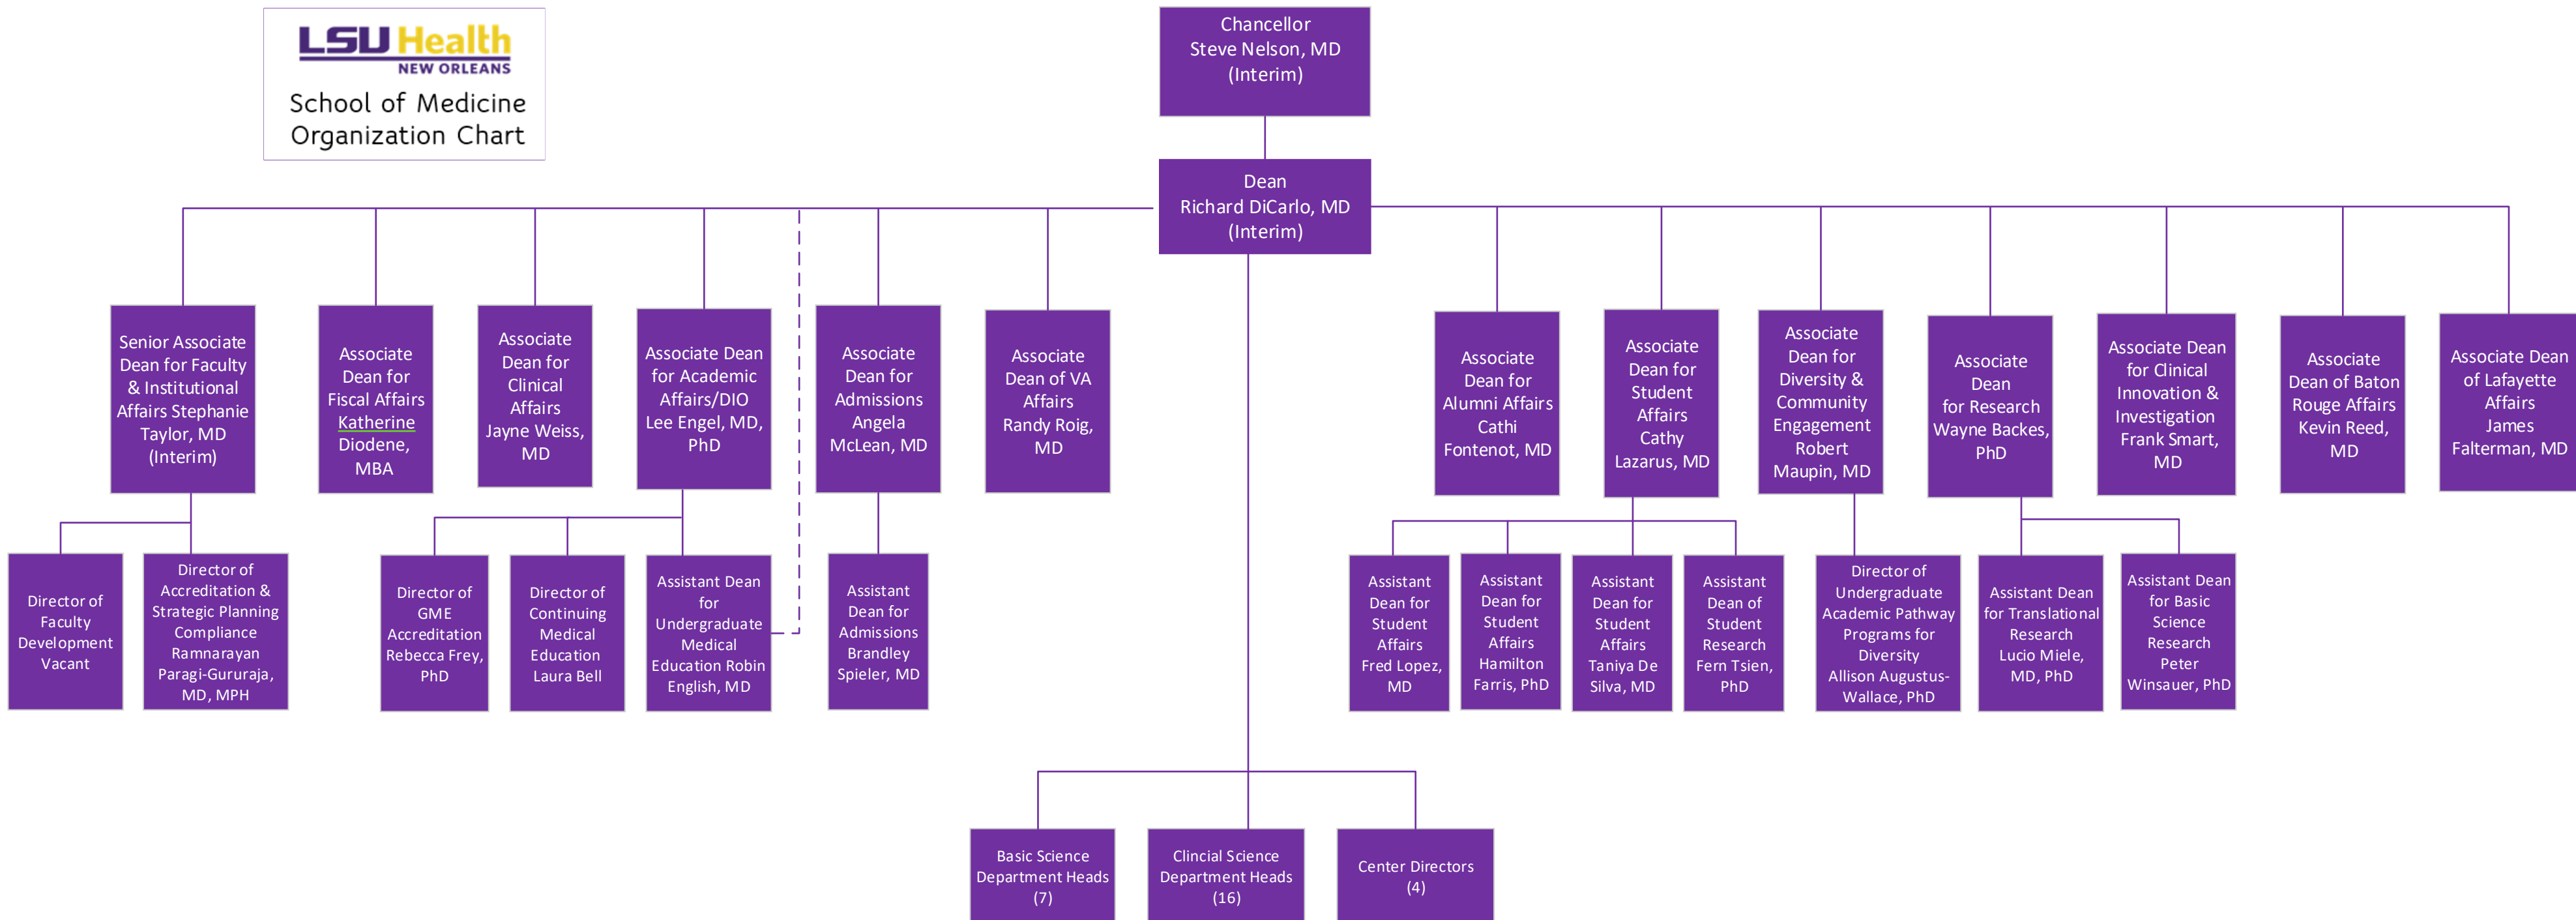 LSU Health
NEW ORLEANS
School of Medicine
Organization Chart
Chancellor
Steve Nelson, MD
(Interim)
Dean
Richard DiCarlo, MD
(Interim)
Senior Associate
Dean for Faculty
& Institutional
Affairs Stephanie
Taylor, MD
(Interim)
Associate
Dean for
Fiscal Affairs
Katherine
Diodene,
MBA
Associate
Dean for
Clinical
Affairs
Jayne Weiss,
MD
Associate Dean
for Academic
Affairs/DIO
Lee Engel, MD,
PhD
Associate
Dean for
Admissions
Angela
McLean, MD
Associate
Dean of VA
Affairs
Randy Roig,
MD
Associate
Dean for
Alumni Affairs
Cathi
Fontenot, MD
Associate
Dean for
Student
Affairs
Cathy
Lazarus, MD
Associate
Dean for
Diversity &
Community
Engagement
Robert
Maupin, MD
Associate
Dean
for Research
Wayne Backes,
PhD
Associate Dean
for Clinical
Innovation &
Investigation
Frank Smart,
MD
Associate
Dean of Baton
Rouge Affairs
Kevin Reed,
MD
Associate Dean
of Lafayette
Affairs
James
Falterman, MD
Director of
Faculty
Development
Vacant
Director of
Accreditation &
Strategic Planning
Compliance
Ramnarayan
Paragi-Gururaja,
MD, MPH
Director of
GME
Accreditation
Rebecca Frey,
PhD
Director of
Continuing
Medical
Education
Laura Bell
Assistant Dean
for
Undergraduate
Medical
Education Robin
English, MD
Assistant
Dean for
Admissions
Brandley
Spieler, MD
Assistant
Dean for
Student
Affairs
Fred Lopez,
MD
Assistant
Dean for
Student
Affairs
Hamilton
Farris, PhD
Assistant
Dean for
Student
Affairs
Taniya De
Silva, MD
Assistant
Dean of
Student
Research
Fern Tsien,
PhD
Director of
Undergraduate
Academic Pathway
Programs for
Diversity
Allison Augustus-
Wallace, PhD
Assistant Dean
for Translational
Research
Lucio Miele,
MD, PhD
Assistant Dean
for Basic
Science
Research
Peter
Winsauer, PhD
Basic Science
Department Heads
(7)
Clincial Science
Department Heads
(16)
Center Directors
(4)